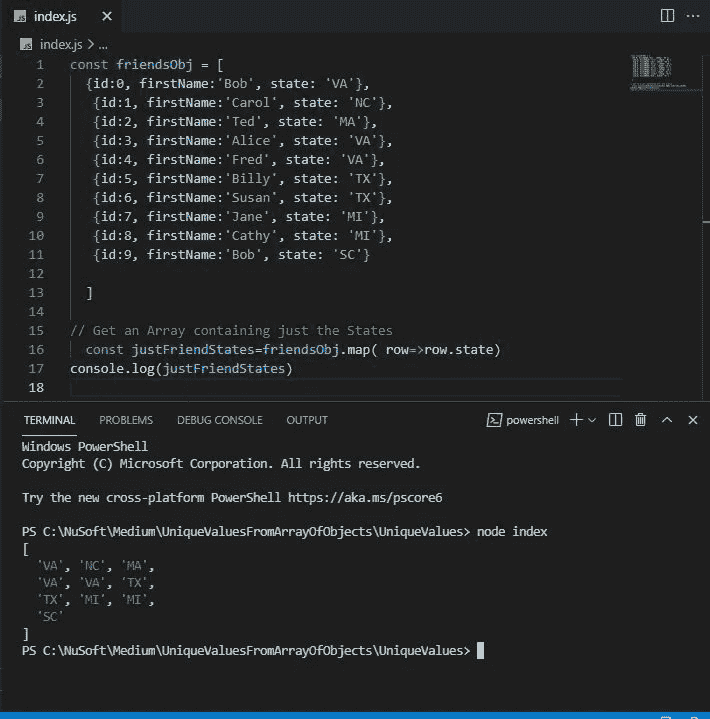 JS index.js
JS index.js > ...
1 const friendsObj = [
2 {id:0, firstName:'Bob', state: 'VA'},
3 {id:1, firstName:'Carol', state: 'NC'},
4 {id:2, firstName:'Ted', state: 'MA'},
5 {id:3, firstName:'Alice', state: 'VA'},
6 {id:4, firstName:'Fred', state: 'VA'},
7 {id:5, firstName:'Billy', state: 'TX'},
8 {id:6, firstName:'Susan', state: 'TX'},
9 {id:7, firstName:'Jane', state: 'MI'},
10 {id:8, firstName:'Cathy', state: 'MI'},
11 {id:9, firstName:'Bob', state: 'SC'}
12
13 ]
14
15 // Get an Array containing just the States
16 const justFriendStates=friendsObj.map( row=>row.state)
17 console.log(justFriendStates)
18
TERMINAL PROBLEMS DEBUG CONSOLE OUTPUT powershell
Windows PowerShell
Copyright (C) Microsoft Corporation. All rights reserved.
Try the new cross-platform PowerShell https://aka.ms/pscore6
PS C:\NuSoft\Medium\UniqueValuesFromArrayOfObjects\UniqueValues> node index
[
'VA', 'NC', 'MA',
'VA', 'VA', 'TX',
'TX', 'MI', 'MI',
'SC'
]
PS C:\NuSoft\Medium\UniqueValuesFromArrayOfObjects\UniqueValues>